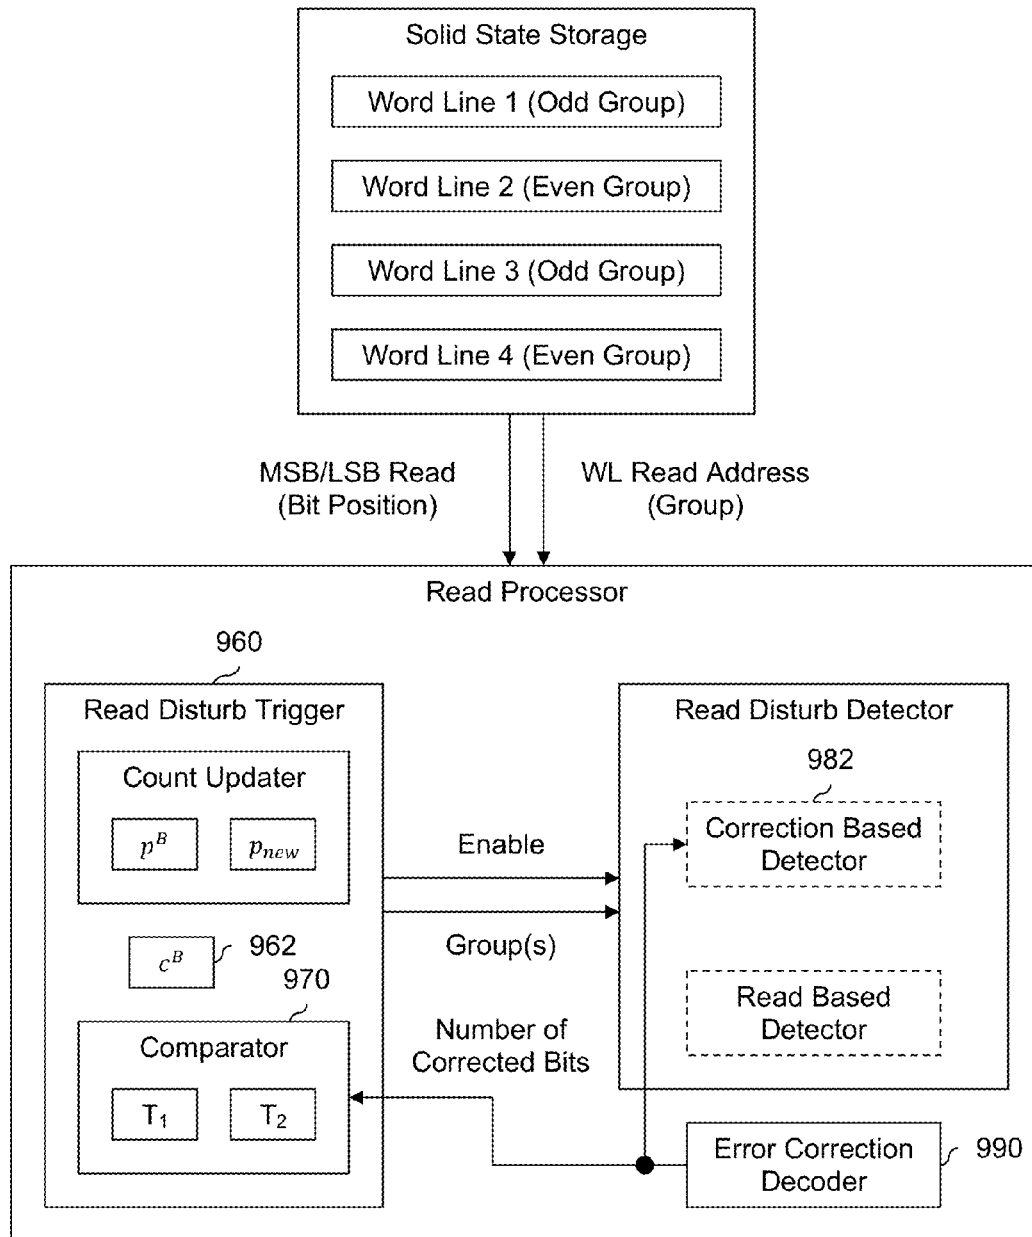 Solid State Storage
Word Line 1 (Odd Group)
Word Line 2 (Even Group)
Word Line 3 (Odd Group)
Word Line 4 (Even Group)
MSB/LSB Read
(Bit Position)
WL Read Address
(Group)
Read Processor
960
Read Disturb Trigger
Count Updater
p^B
p_new
c^B
962
970
Comparator
T₁
T₂
Enable
Group(s)
Number of
Corrected Bits
Read Disturb Detector
982
Correction Based
Detector
Read Based
Detector
Error Correction
Decoder
990